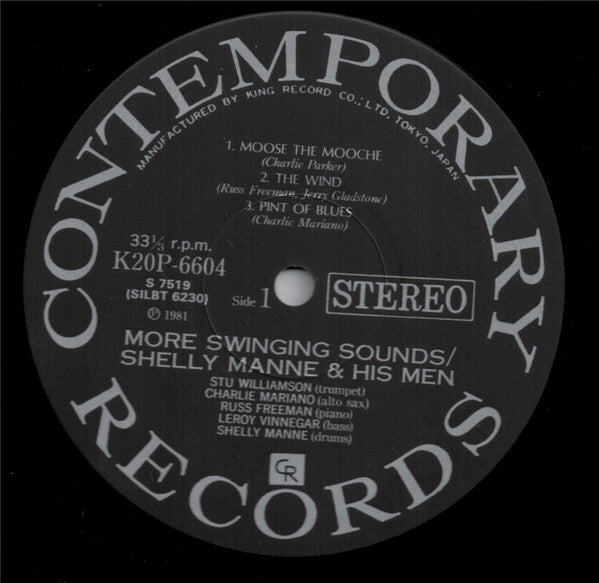 CONTEMPORARY
MANUFACTURED BY KING RECORD CO., LTD, TOKYO, JAPAN
1. MOOSE THE MOOCHE
(Charlie Parker)
2. THE WIND
(Russ Freeman, Jerry Gladstone)
3. PINT OF BLUES
(Charlie Mariano)
33⅓ r.p.m.
K20P-6604
S 7519
(SILBT 6230)
Ⓟ 1981
Side 1
STEREO
MORE SWINGING SOUNDS/
SHELLY MANNE & HIS MEN
STU WILLIAMSON (trumpet)
CHARLIE MARIANO (alto sax)
RUSS FREEMAN (piano)
LEROY VINNEGAR (bass)
SHELLY MANNE (drums)
CR
RECORDS